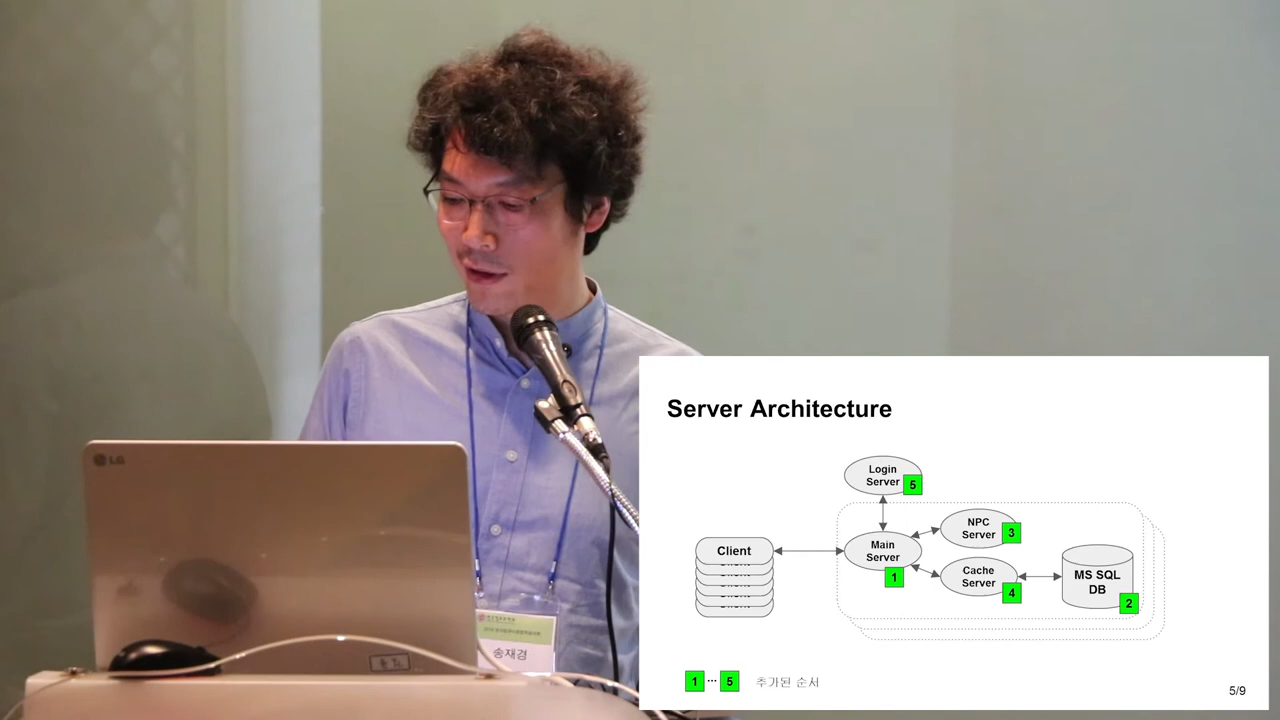 LG
송재경
Server Architecture
Login
Server
5
NPC
Server
3
Client
Main
Server
1
Cache
Server
4
MS SQL
DB
2
1 ... 5 추가된 순서
5/9